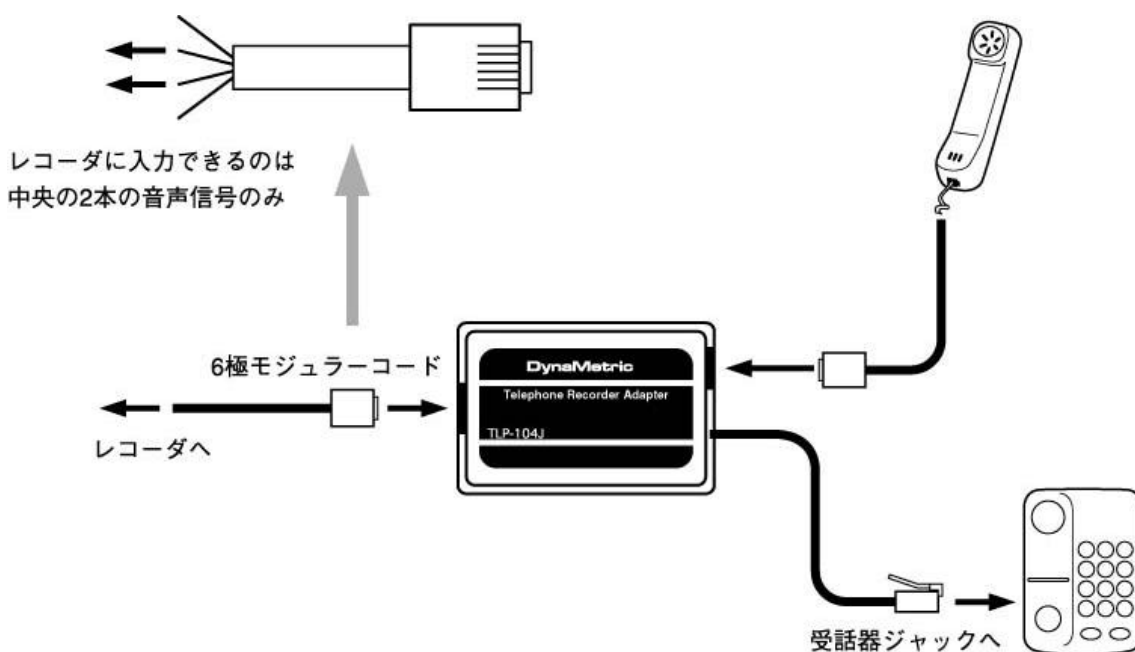 レコーダに入力できるのは
中央の2本の音声信号のみ
6極モジュラーコード
レコーダへ
DynaMetric
Telephone Recorder Adapter
TLP-104J
受話器ジャックへ